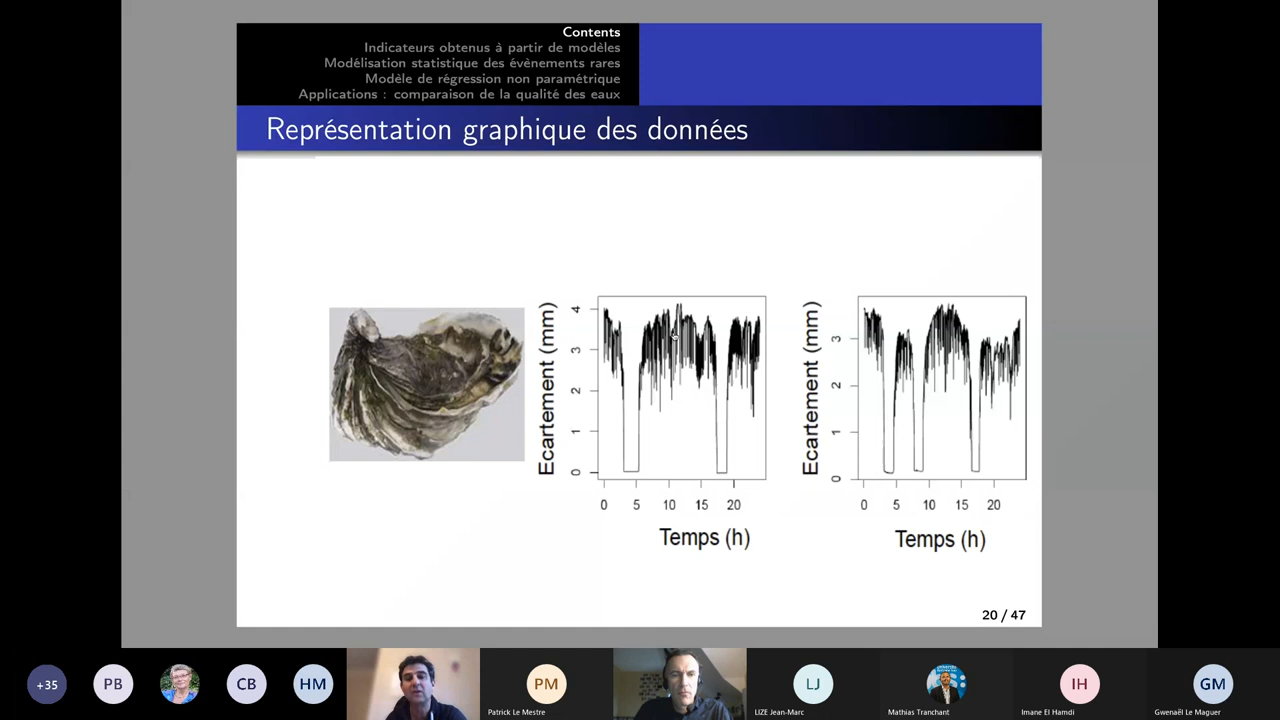 Contents
Indicateurs obtenus à partir de modèles
Modélisation statistique des évènements rares
Modèle de régression non paramétrique
Applications : comparaison de la qualité des eaux
Représentation graphique des données
Ecartement (mm)
4
3
2
1
0
0 5 10 15 20
Temps (h)
Ecartement (mm)
3
2
1
0
0 5 10 15 20
Temps (h)
20 / 47
+35
PB
CB
HM
PM
Patrick Le Mestre
LJ
LIZE Jean-Marc
Mathias Tranchant
IH
Imane El Hamdi
GM
Gwenaël Le Maguer